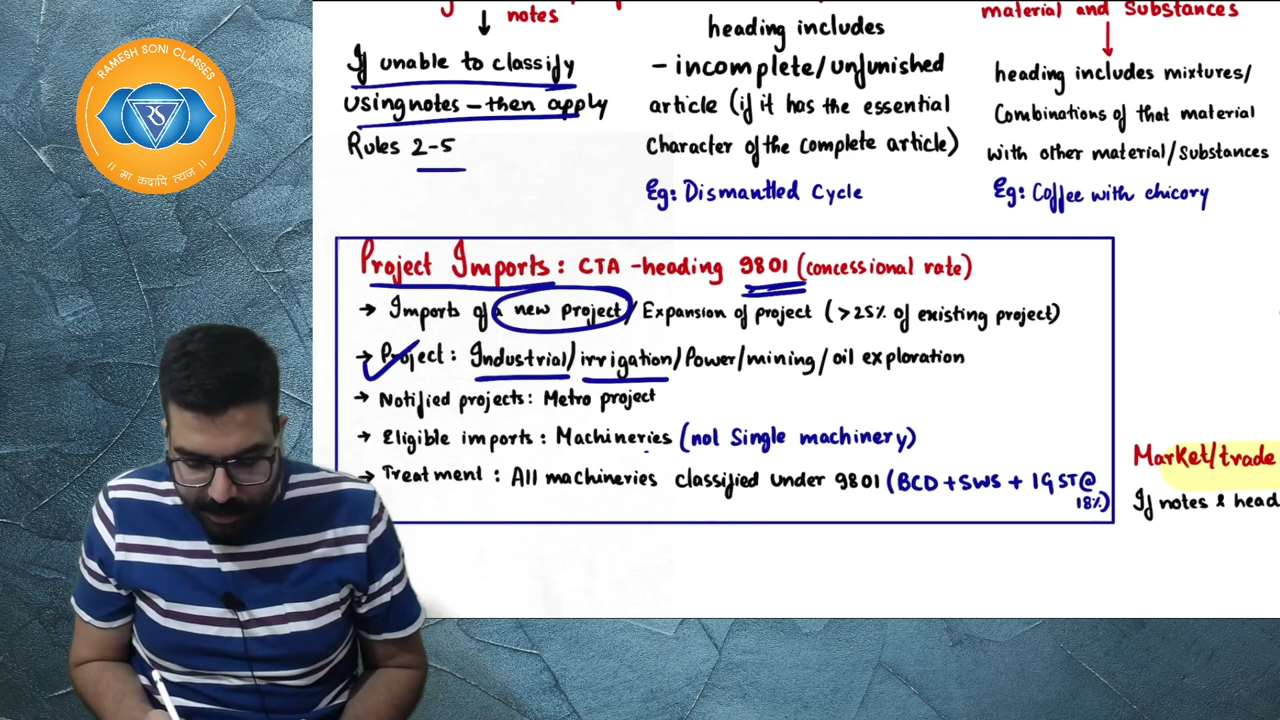 RAMESH SONI CLASSES
॥ मा कदापि त्यज ॥
notes
If unable to classify
using notes - then apply
Rules 2-5
heading includes
- incomplete/unfunished
article (if it has the essential
Character of the complete article)
Eg: Dismantled Cycle
material and Substances
heading includes mixtures/
Combinations of that material
with other material/Substances
Eg: Coffee with chicory
Project Imports: CTA - heading 9801 (concessional rate)
→ Imports of a new project/Expansion of project (>25% of existing project)
→ Project: Industrial/irrigation/Power/mining/oil exploration
→ Notified projects: Metro project
→ Eligible imports: Machineries (not Single machinery)
→ Treatment: All machineries classified under 9801 (BCD+SWS + IGST@
18%)
Market/trade
If notes & head